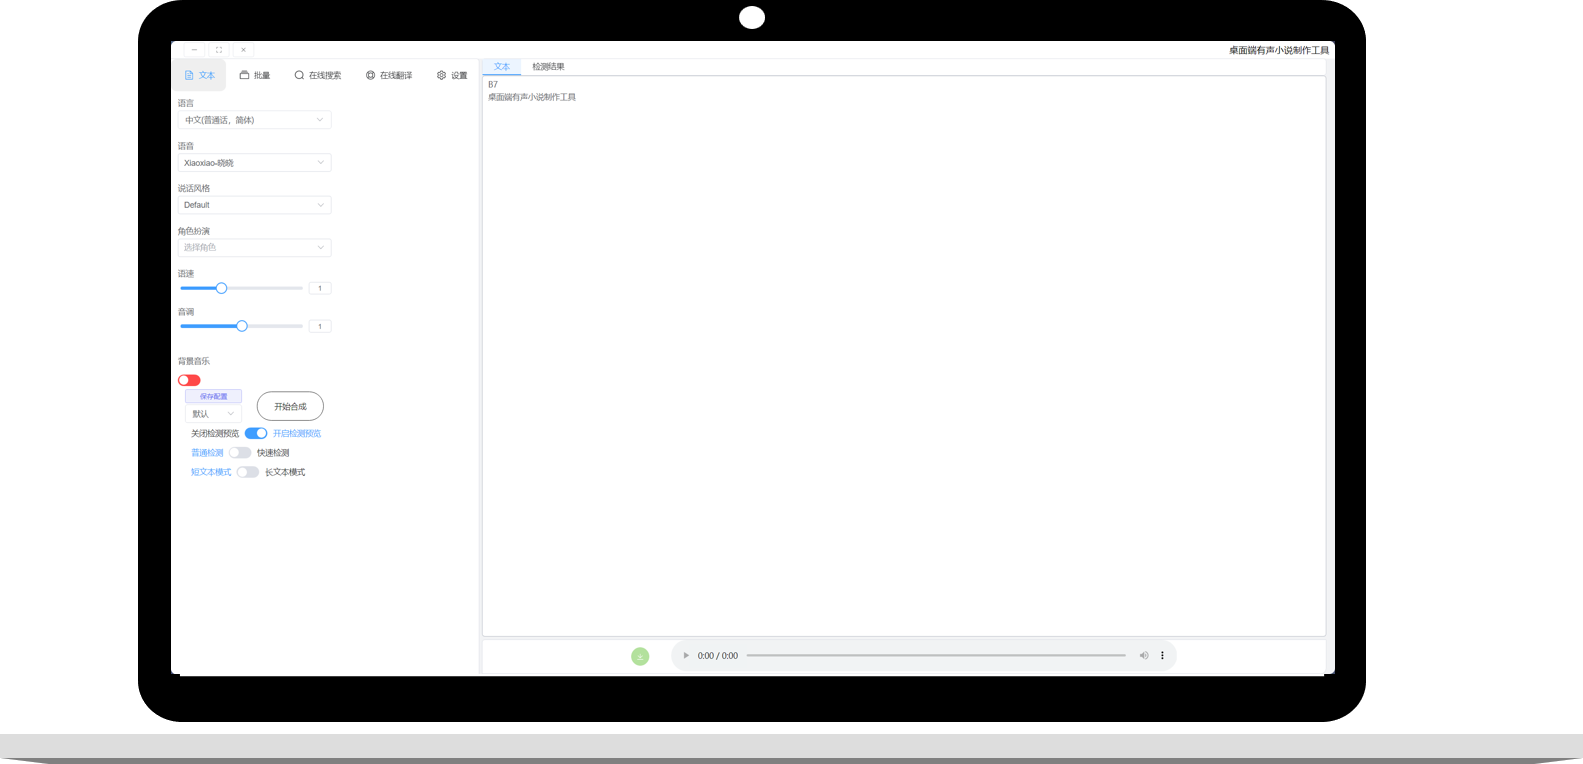 桌面端有声小说制作工具
文本 批量 在线搜索 在线翻译 设置
语言
中文(普通话，简体)
语音
Xiaoxiao-晓晓
说话风格
Default
角色扮演
选择角色
语速
1
音调
1
背景音乐
保存配置
默认
开始合成
关闭检测预览 开启检测预览
普通检测 快速检测
短文本模式 长文本模式
文本 检测结果
B7
桌面端有声小说制作工具
0:00 / 0:00